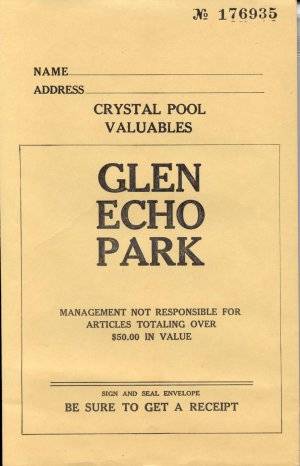 № 176935
NAME
ADDRESS
CRYSTAL POOL
VALUABLES
GLEN
ECHO
PARK
MANAGEMENT NOT RESPONSIBLE FOR
ARTICLES TOTALING OVER
$50.00 IN VALUE
SIGN AND SEAL ENVELOPE
BE SURE TO GET A RECEIPT